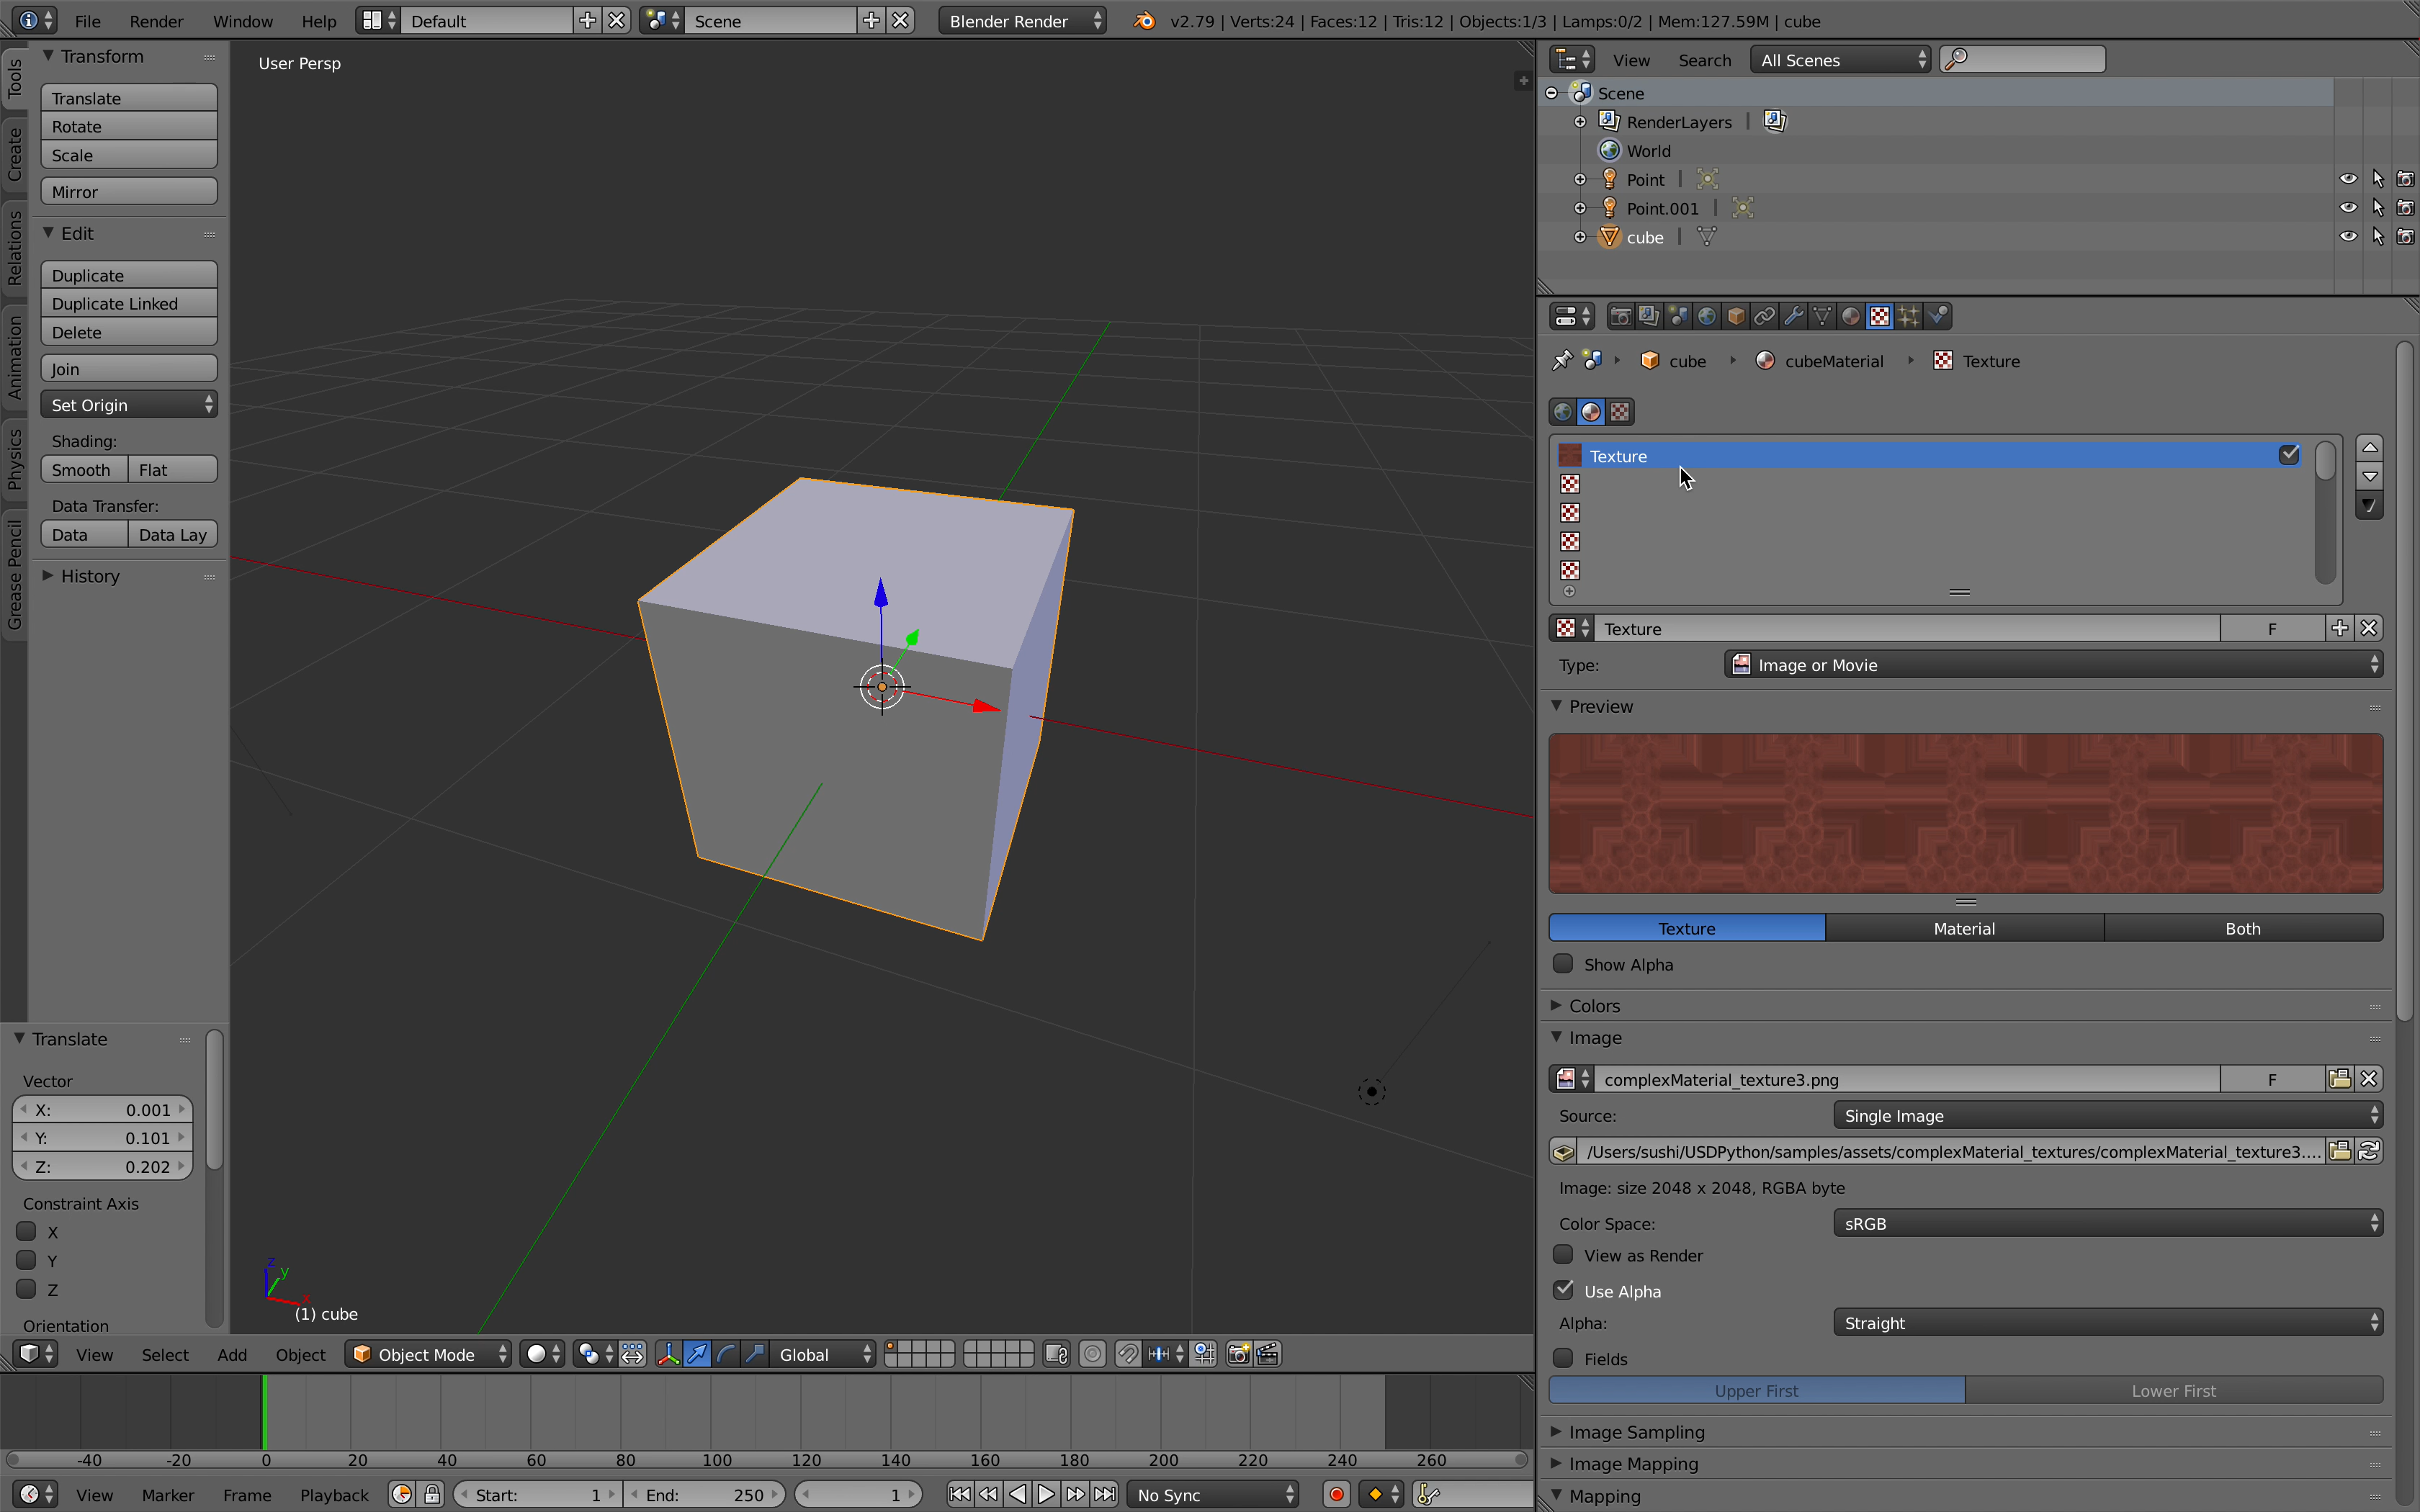 File Render Window Help Default Scene Blender Render v2.79 | Verts:24 | Faces:12 | Tris:12 | Objects:1/3 | Lamps:0/2 | Mem:127.59M | cube
Tools
Create
Relations
Animation
Physics
Grease Pencil
Transform
Translate
Rotate
Scale
Mirror
Edit
Duplicate
Duplicate Linked
Delete
Join
Set Origin
Shading:
Smooth Flat
Data Transfer:
Data Data Lay
History
Translate
Vector
X: 0.001
Y: 0.101
Z: 0.202
Constraint Axis
X
Y
Z
Orientation
User Persp
z
y
x
(1) cube
View Select Add Object Object Mode Global
-40 -20 0 20 40 60 80 100 120 140 160 180 200 220 240 260
View Marker Frame Playback Start: 1 End: 250 1 No Sync
View Search All Scenes
Scene
RenderLayers
World
Point
Point.001
cube
cube cubeMaterial Texture
Texture
Texture F
Type: Image or Movie
Preview
Texture Material Both
Show Alpha
Colors
Image
complexMaterial_texture3.png F
Source: Single Image
/Users/sushi/USDPython/samples/assets/complexMaterial_textures/complexMaterial_texture3....
Image: size 2048 x 2048, RGBA byte
Color Space: sRGB
View as Render
Use Alpha
Alpha: Straight
Fields
Upper First Lower First
Image Sampling
Image Mapping
Mapping